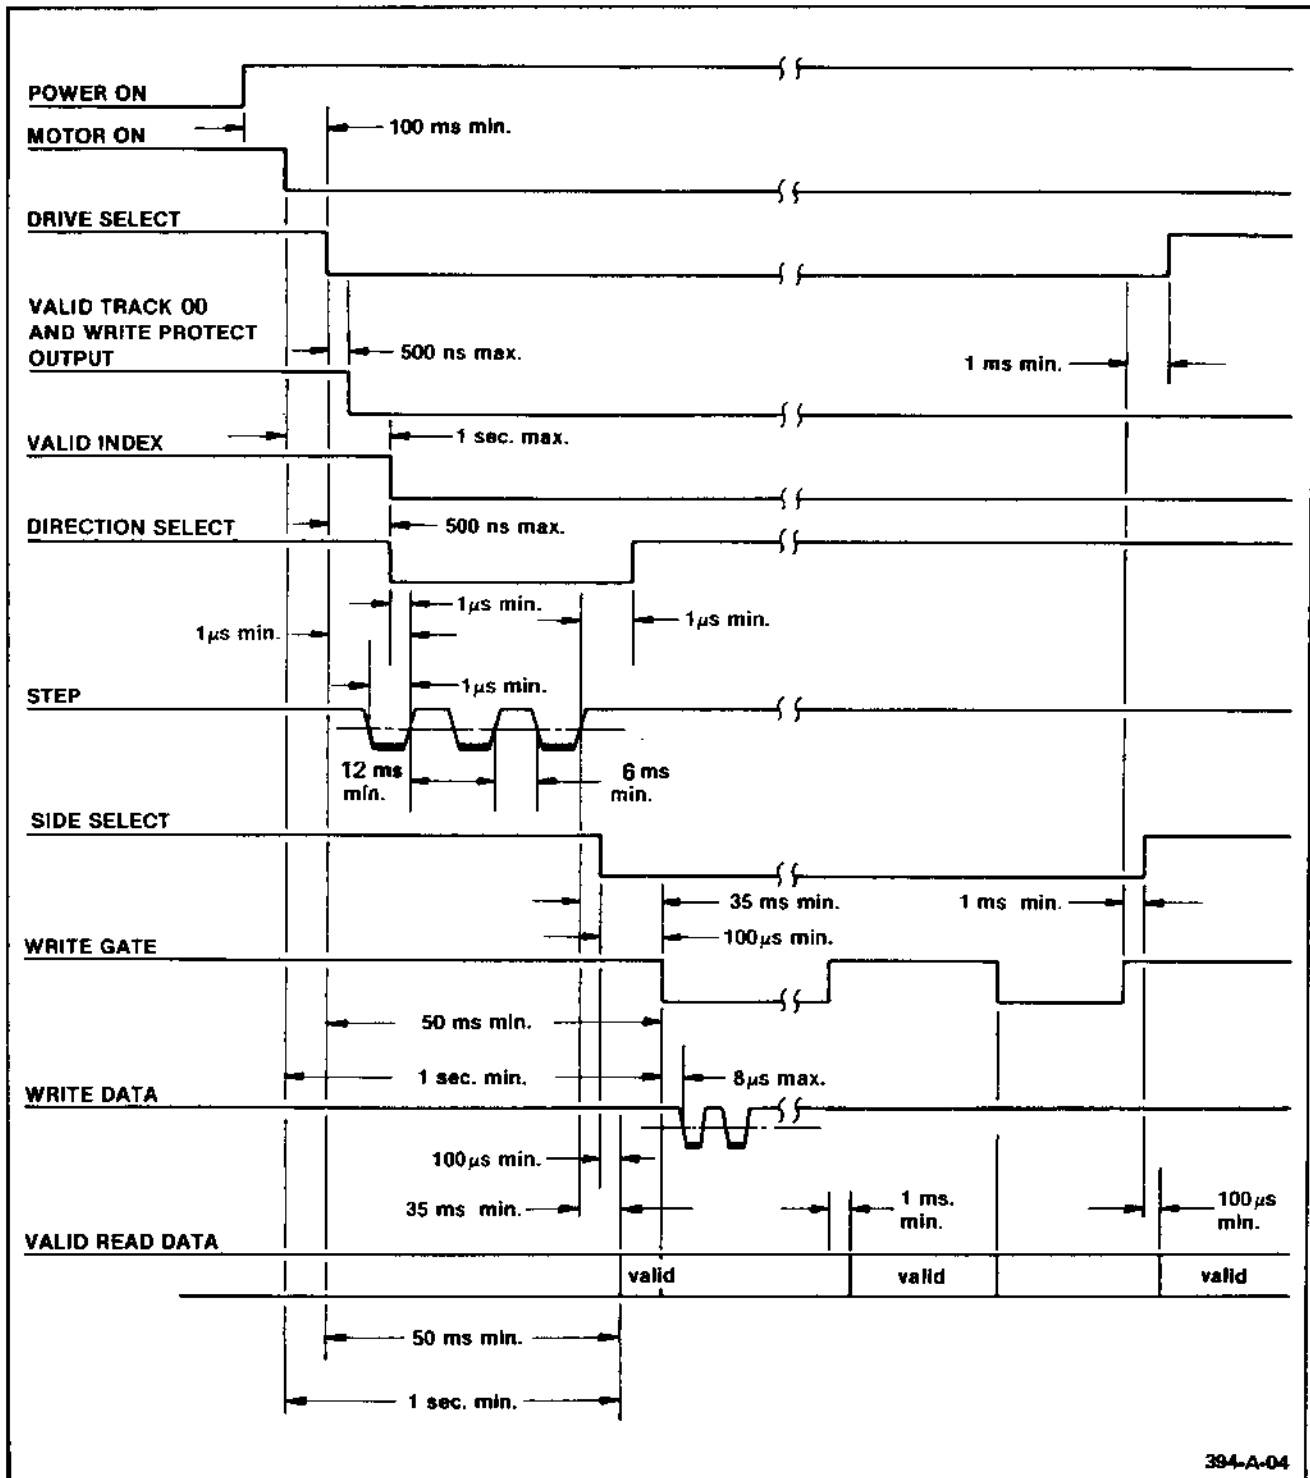 POWER ON
100 ms min.
MOTOR ON
DRIVE SELECT
VALID TRACK 00
AND WRITE PROTECT
OUTPUT
500 ns max.
1 ms min.
VALID INDEX
1 sec. max.
DIRECTION SELECT
500 ns max.
1μs min.
1μs min.
1μs min.
STEP
1μs min.
12 ms
min.
6 ms
min.
SIDE SELECT
35 ms min.
1 ms min.
WRITE GATE
100μs min.
50 ms min.
1 sec. min.
8μs max.
WRITE DATA
100μs min.
35 ms min.
1 ms.
min.
100μs
min.
VALID READ DATA
valid
valid
valid
50 ms min.
1 sec. min.
394-A-04